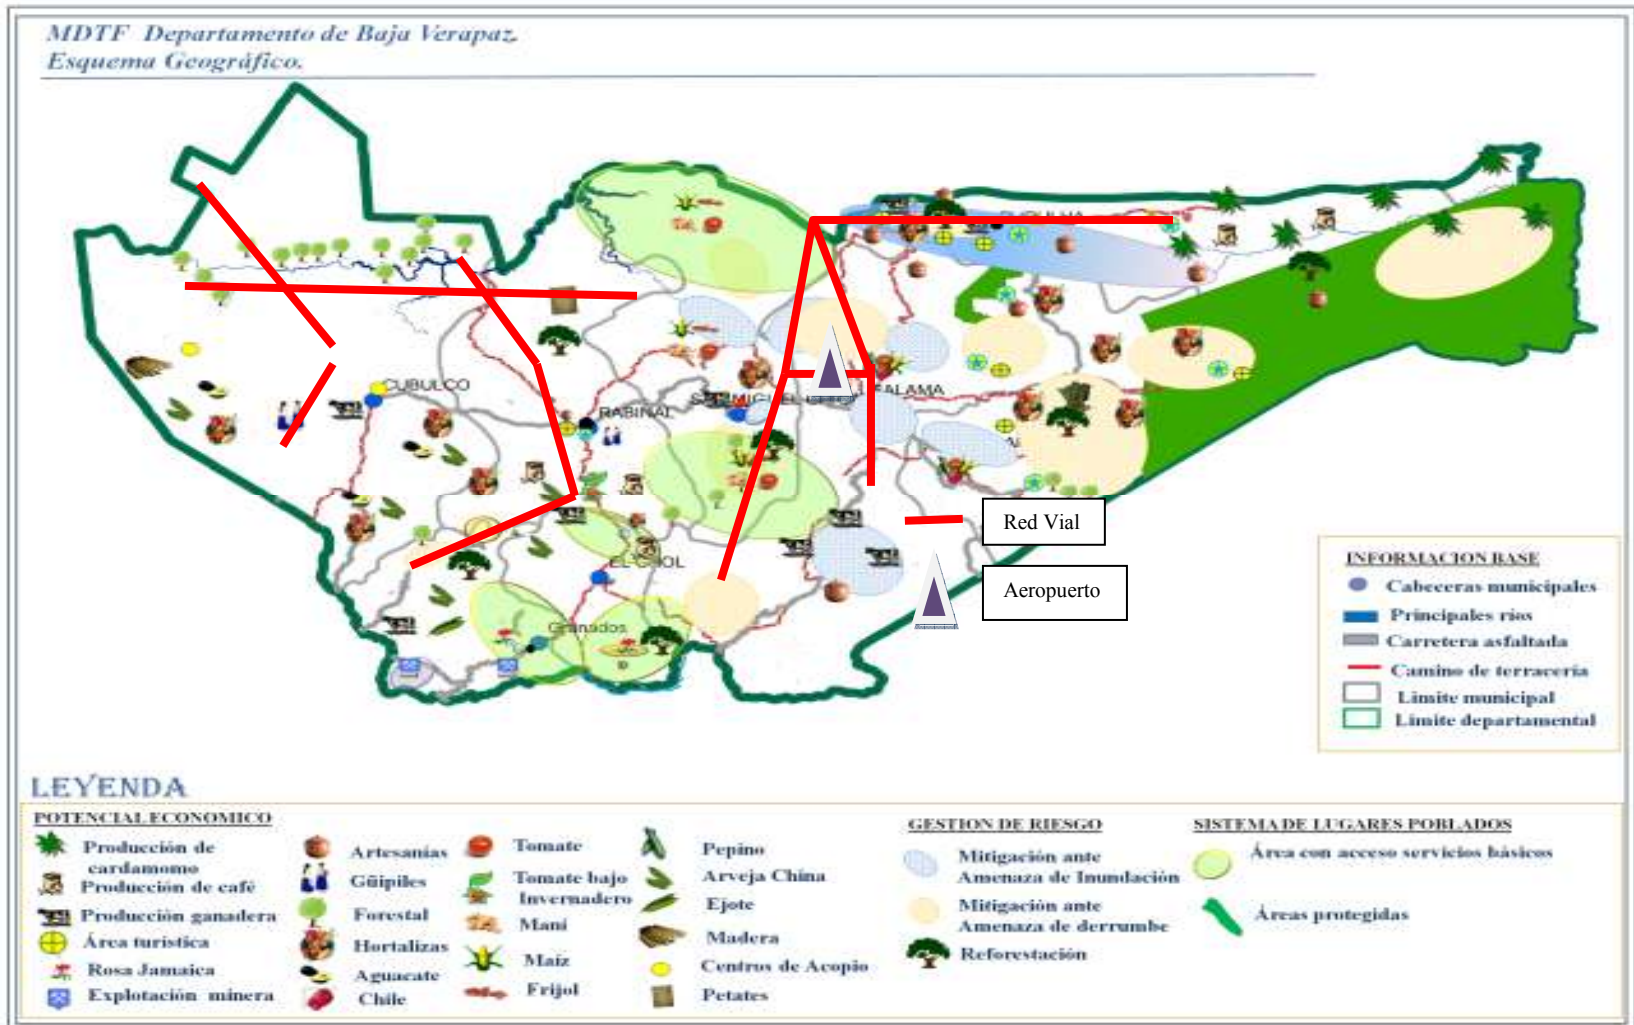 MDTF Departamento de Baja Verapaz.
Esquema Geográfico.
CUBULCO
RABINAL
SALAMA
EL CHOL
Granados
Red Vial
Aeropuerto
INFORMACION BASE
Cabeceras municipales
Principales ríos
Carretera asfaltada
Camino de terracería
Limite municipal
Limite departamental
LEYENDA
POTENCIAL ECONOMICO
Producción de
cardamomo
Producción de café
Producción ganadera
Área turística
Rosa Jamaica
Explotación minera
Artesanías
Güipiles
Forestal
Hortalizas
Aguacate
Chile
Tomate
Tomate bajo
Invernadero
Maní
Maíz
Frijol
Pepino
Arveja China
Ejote
Madera
Centros de Acopio
Petates
GESTION DE RIESGO
Mitigación ante
Amenaza de Inundación
Mitigación ante
Amenaza de derrumbe
Reforestación
SISTEMA DE LUGARES POBLADOS
Área con acceso servicios básicos
Áreas protegidas